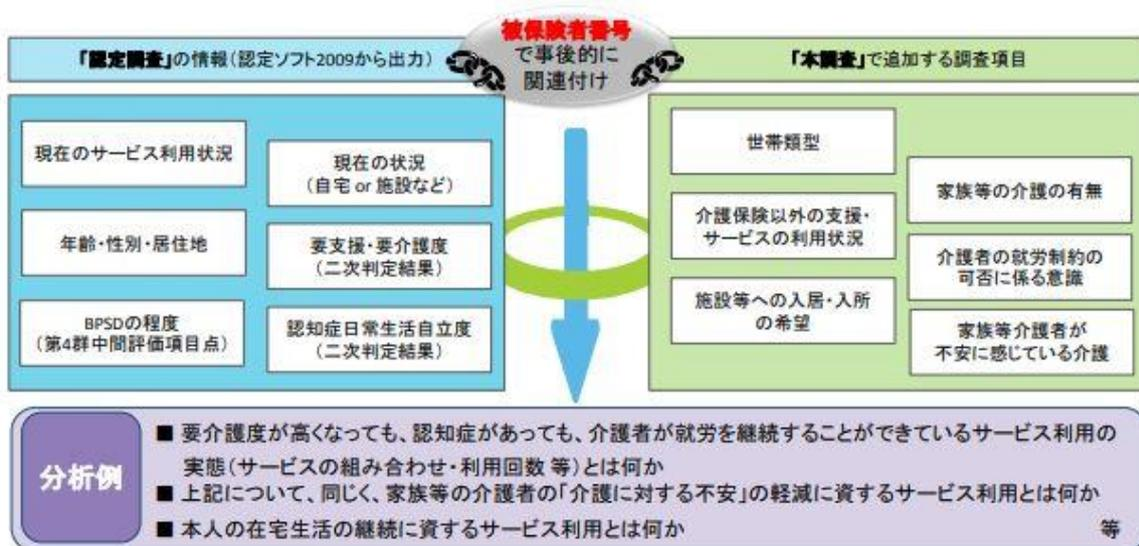 被保険者番号
で事後的に
関連付け
「認定調査」の情報(認定ソフト2009から出力)
「本調査」で追加する調査項目
現在のサービス利用状況
現在の状況
(自宅 or 施設など)
年齢・性別・居住地
要支援・要介護度
(二次判定結果)
BPSDの程度
(第4群中間評価項目点)
認知症日常生活自立度
(二次判定結果)
世帯類型
家族等の介護の有無
介護保険以外の支援・
サービスの利用状況
介護者の就労制約の
可否に係る意識
施設等への入居・入所
の希望
家族等介護者が
不安に感じている介護
分析例
■ 要介護度が高くなっても、認知症があっても、介護者が就労を継続することができているサービス利用の
実態(サービスの組み合わせ・利用回数 等)とは何か
■ 上記について、同じく、家族等の介護者の「介護に対する不安」の軽減に資するサービス利用とは何か
■ 本人の在宅生活の継続に資するサービス利用とは何か 等